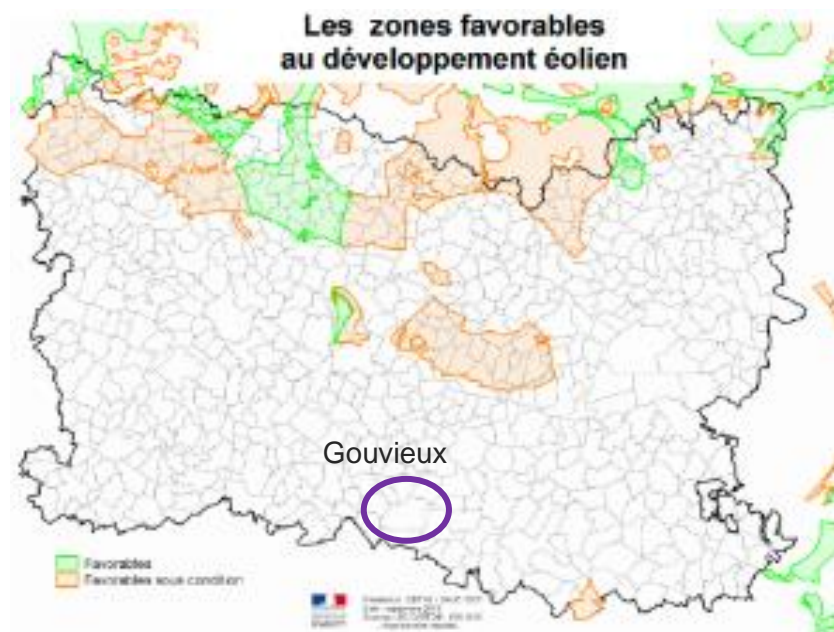 Les zones favorables
au développement éolien
Gouvieux
Favorables
Favorables sous condition